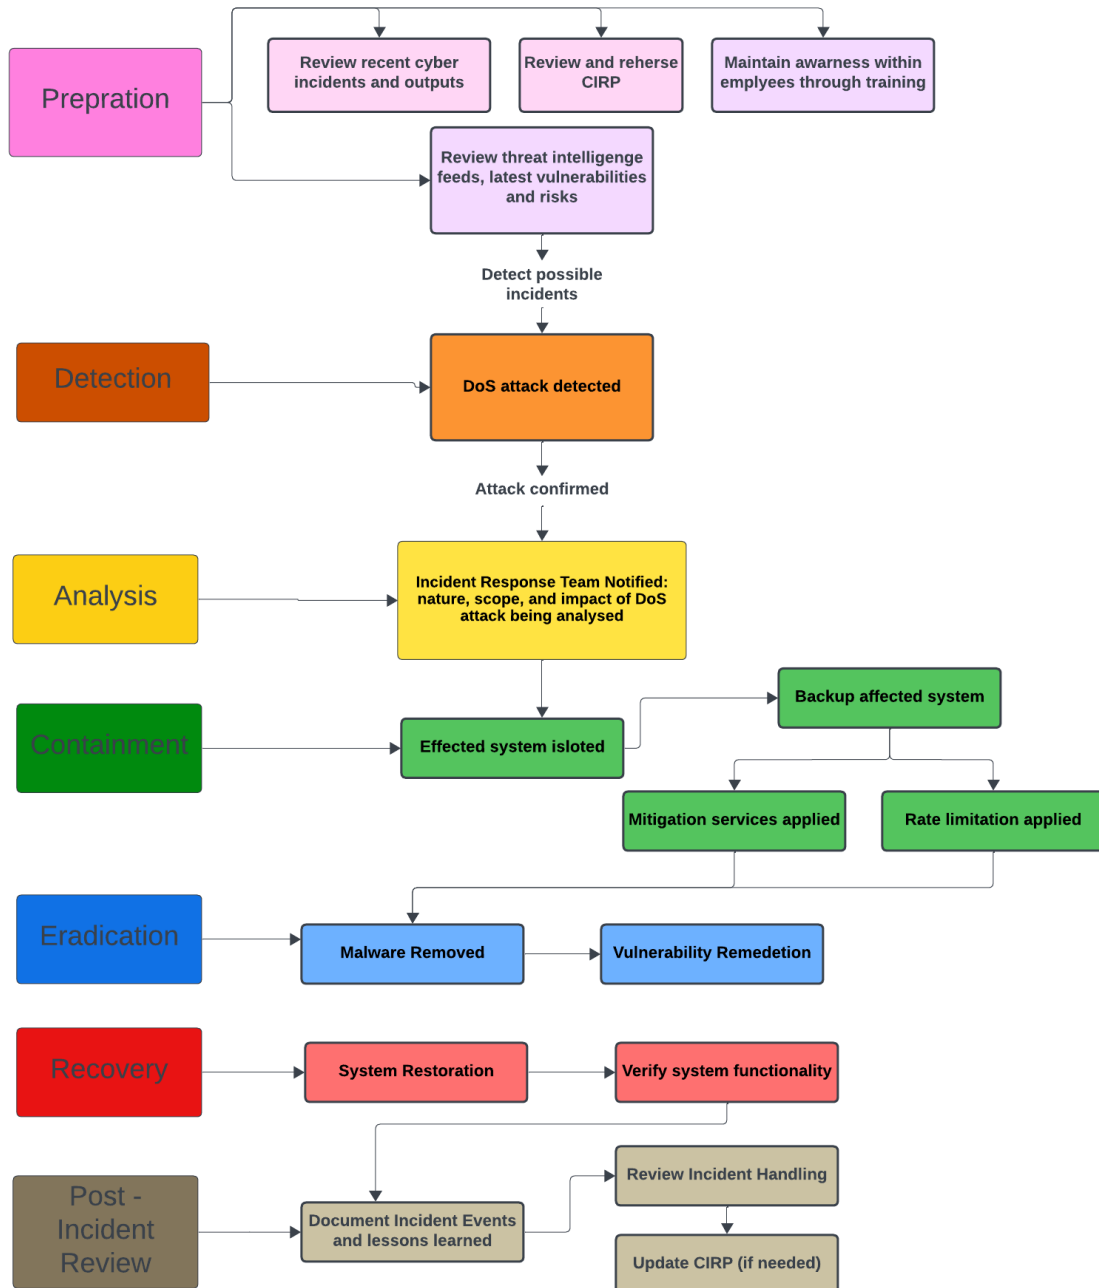 Prepration
Review recent cyber
incidents and outputs
Review and reherse
CIRP
Maintain awarness within
emplyees through training
Review threat intelligenge
feeds, latest vulnerabilities
and risks
Detect possible
incidents
Detection
DoS attack detected
Attack confirmed
Analysis
Incident Response Team Notified:
nature, scope, and impact of DoS
attack being analysed
Containment
Effected system isloted
Backup affected system
Mitigation services applied
Rate limitation applied
Eradication
Malware Removed
Vulnerability Remedetion
Recovery
System Restoration
Verify system functionality
Post -
Incident
Review
Document Incident Events
and lessons learned
Review Incident Handling
Update CIRP (if needed)